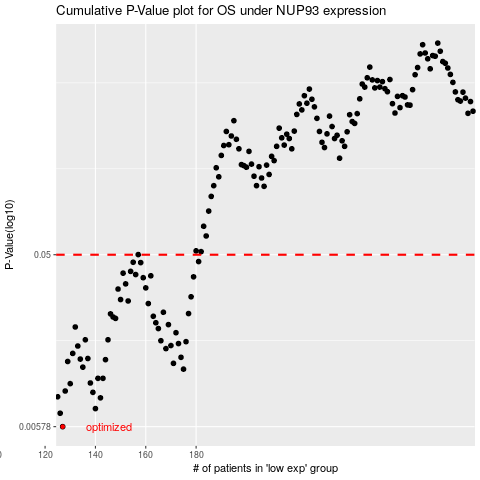 Cumulative P-Value plot for OS under NUP93 expression
P-Value(log10)
0.05
0.00578
optimized
0 120 140 160 180
# of patients in 'low exp' group